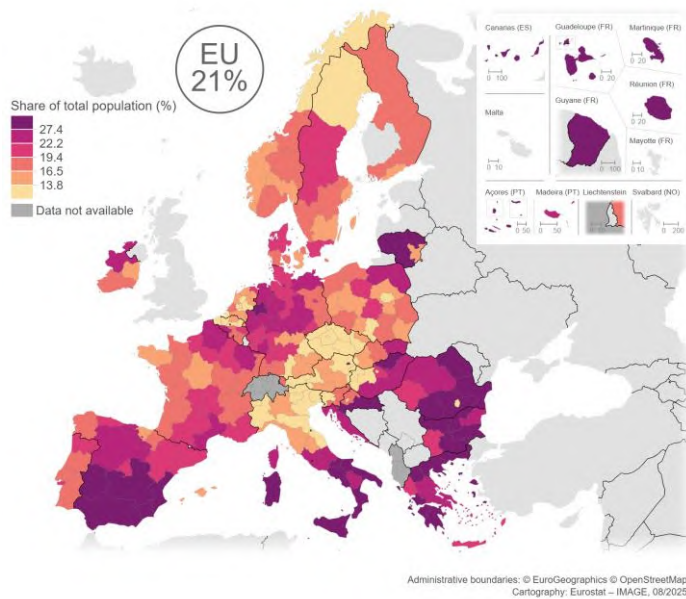 EU
21%
Share of total population (%)
27.4
22.2
19.4
16.5
13.8
Data not available
Canarias (ES)
0 100
Guadeloupe (FR)
0 20
Martinique (FR)
0 20
Malta
0 10
Guyane (FR)
0 100
Réunion (FR)
0 20
Mayotte (FR)
0 10
Açores (PT)
0 50
Madeira (PT)
0 50
Liechtenstein
Svalbard (NO)
0 200
Administrative boundaries: © EuroGeographics © OpenStreetMap
Cartography: Eurostat – IMAGE, 08/2025